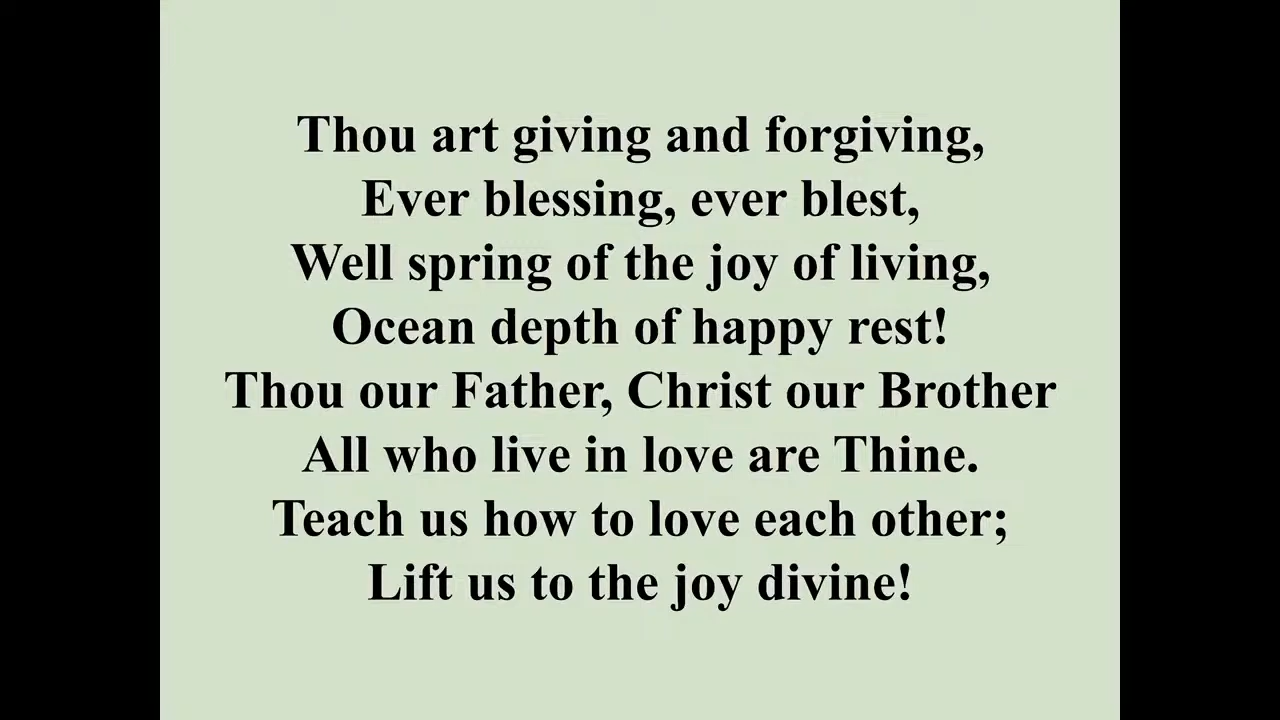 Thou art giving and forgiving,
Ever blessing, ever blest,
Well spring of the joy of living,
Ocean depth of happy rest!
Thou our Father, Christ our Brother
All who live in love are Thine.
Teach us how to love each other;
Lift us to the joy divine!